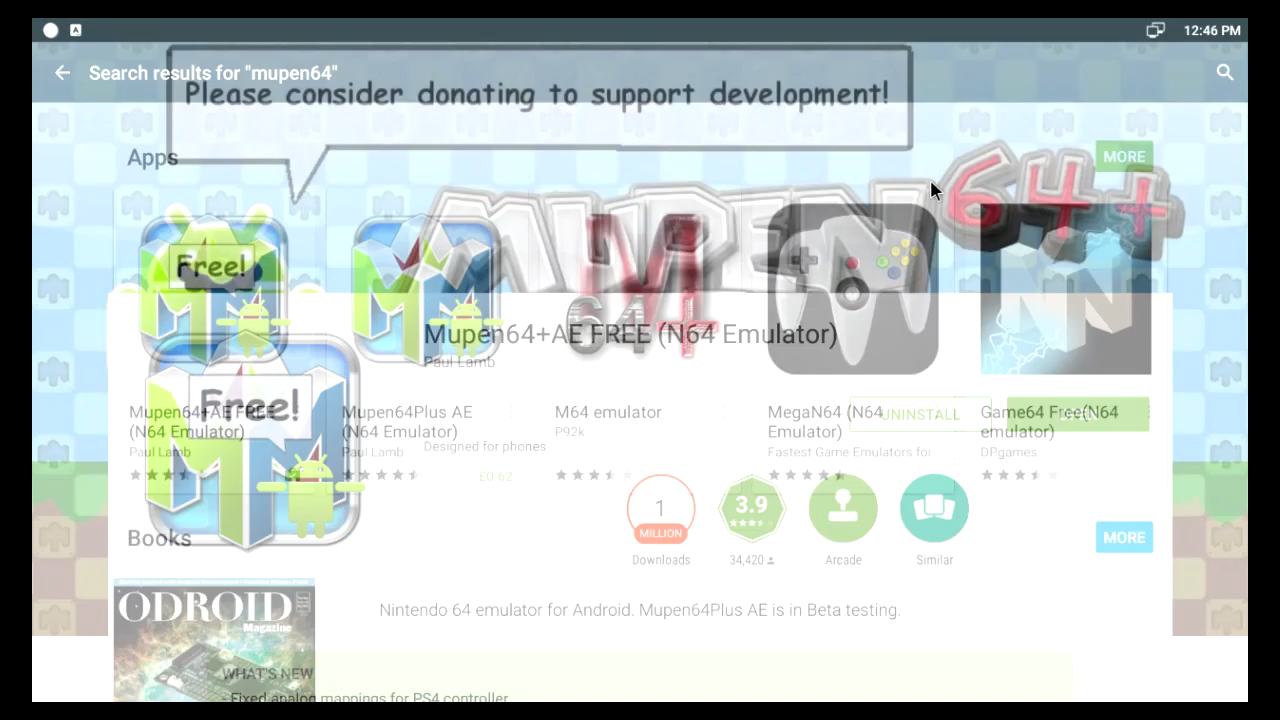 12:46 PM
Search results for "mupen64"
Please consider donating to support development!
Apps
MORE
MUPEN64+
Free!
M
64+
N
Mupen64+AE FREE (N64 Emulator)
Paul Lamb
Mupen64+AE FREE (N64 Emulator)
Paul Lamb
Mupen64Plus AE (N64 Emulator)
Paul Lamb
£0.62
M64 emulator
P92k
MegaN64 (N64 Emulator)
Fastest Game Emulators for
Game64 Free(N64 emulator)
DPgames
UNINSTALL
Designed for phones
Free!
1
MILLION
Downloads
3.9
34,420
Arcade
Similar
Books
MORE
ODROID
Magazine
Nintendo 64 emulator for Android. Mupen64Plus AE is in Beta testing.
WHAT'S NEW
- Fixed analog mappings for PS4 controller